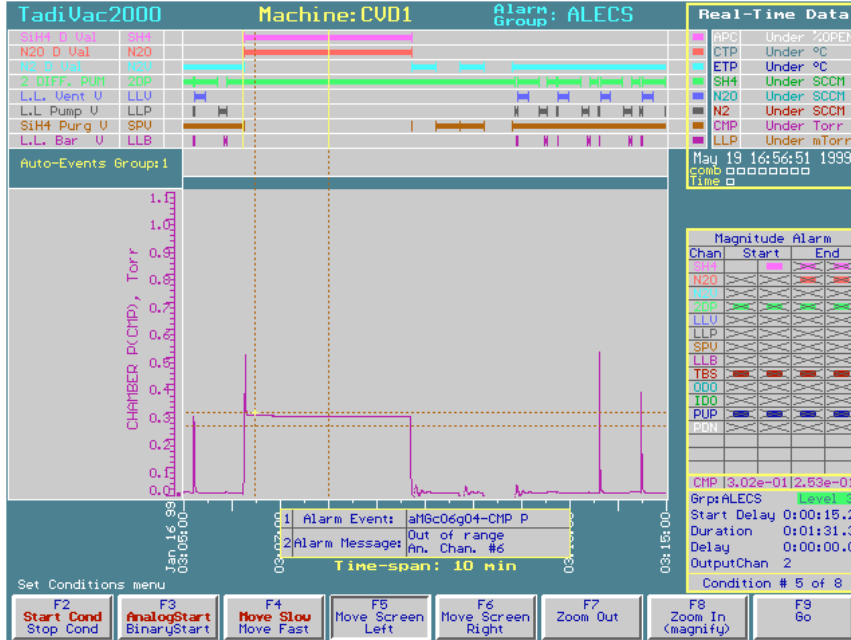 TadiVac2000 Machine:CVD1 Alarm Group: ALECS Real-Time Data
SiH4 D Val SH4
N2O D Val N2O
N2 D Val N2V
2 DIFF. PUM 2DP
L.L. Vent V LLV
L.L Pump V LLP
SiH4 Purg V SPV
L.L. Bar V LLB
APC Under %OPEN
CTP Under °C
ETP Under °C
SH4 Under SCCM
N2O Under SCCM
N2 Under SCCM
CMP Under Torr
LLP Under mTorr
May 19 16:56:51 1999
comb
Time
Auto-Events Group:1
CHAMBER P(CMP), Torr
1.1
1.0
0.9
0.8
0.7
0.6
0.5
0.4
0.3
0.2
0.1
0.0
Jan 16 99
03:05:00
03:15:00
1 Alarm Event: aMGc06g04-CMP P
2 Alarm Message: Out of range
An. Chan. #6
Time-span: 10 min
Magnitude Alarm
Chan Start End
SH4
N2O
N2V
2DP
LLV
LLP
SPV
LLB
TBS
ODO
IDO
PUP
PDN
CMP 3.02e-01 2.53e-01
Grp:ALECS Level 3
Start Delay 0:00:15.2
Duration 0:01:31.3
Delay 0:00:00.0
OutputChan 2
Condition # 5 of 8
Set Conditions menu
F2 Start Cond Stop Cond
F3 AnalogStart BinaryStart
F4 Move Slow Move Fast
F5 Move Screen Left
F6 Move Screen Right
F7 Zoom Out
F8 Zoom In (magnify)
F9 Go